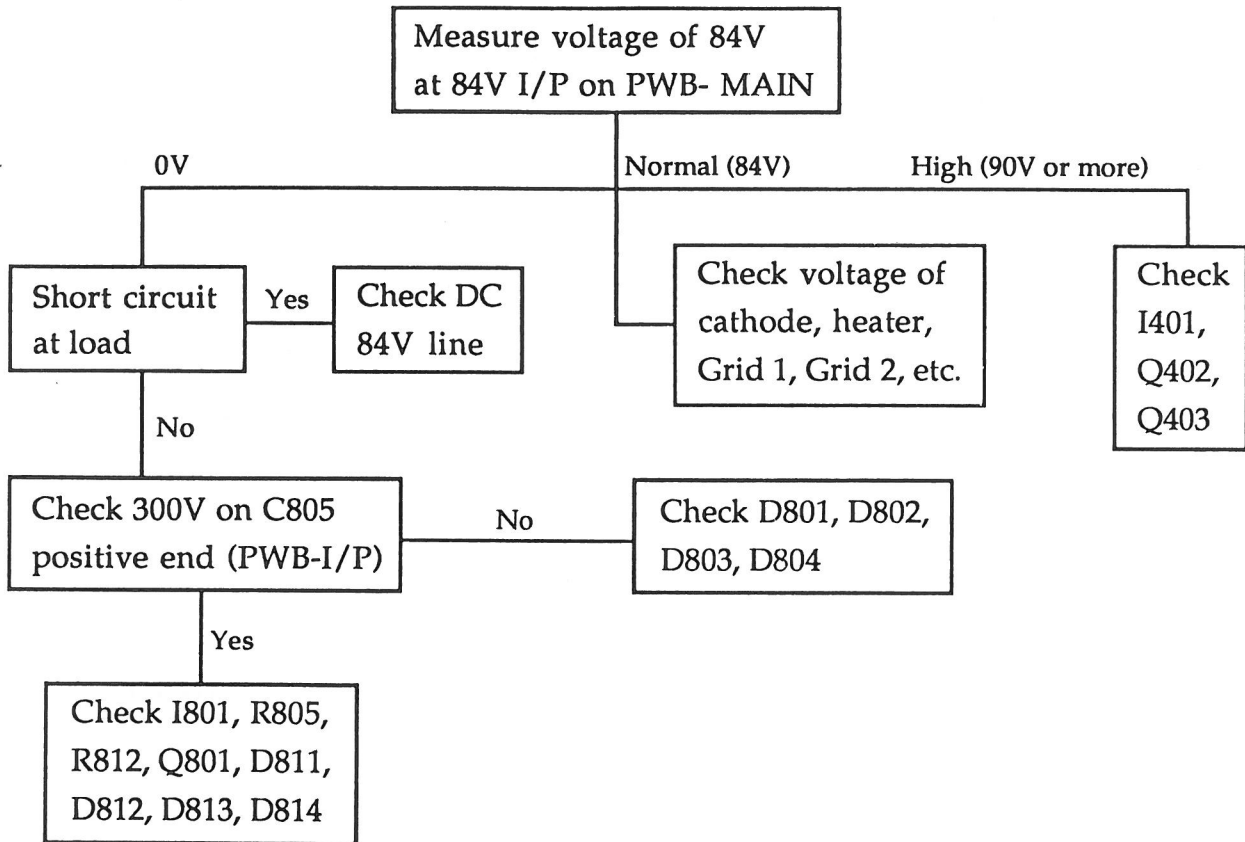 Measure voltage of 84V
at 84V I/P on PWB- MAIN
0V
Normal (84V)
High (90V or more)
Short circuit
at load
Yes
Check DC
84V line
Check voltage of
cathode, heater,
Grid 1, Grid 2, etc.
Check
I401,
Q402,
Q403
No
Check 300V on C805
positive end (PWB-I/P)
No
Check D801, D802,
D803, D804
Yes
Check I801, R805,
R812, Q801, D811,
D812, D813, D814